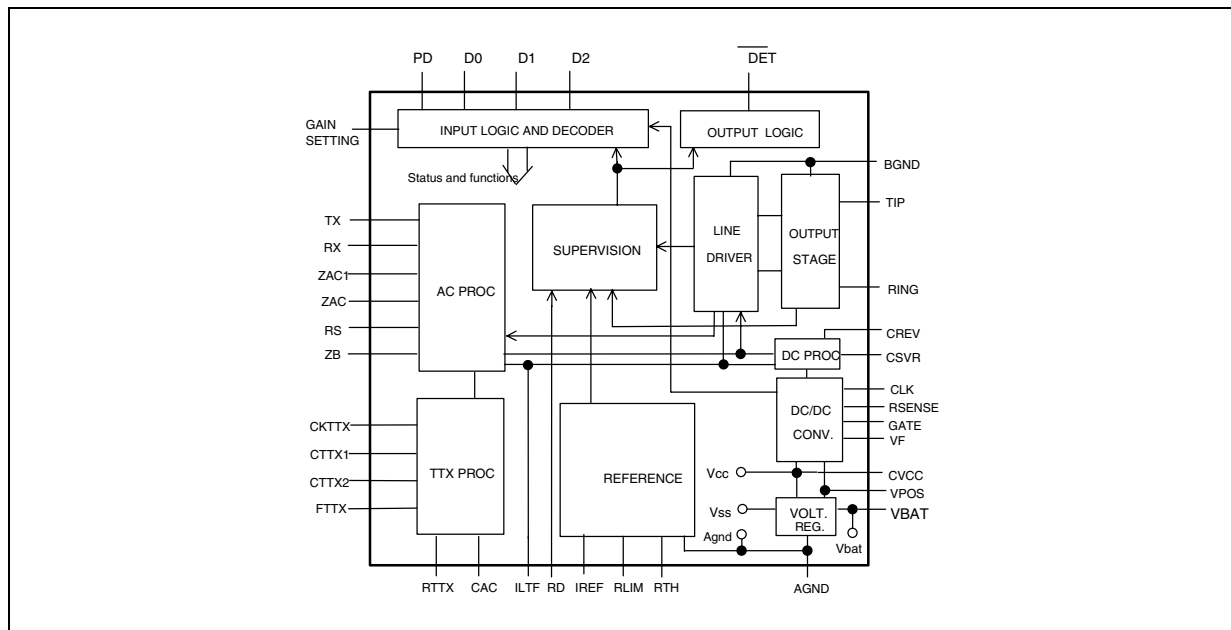 PD D0 D1 D2 DET
GAIN
SETTING
INPUT LOGIC AND DECODER
OUTPUT LOGIC
Status and functions
BGND
TIP
RING
LINE
DRIVER
OUTPUT
STAGE
SUPERVISION
TX
RX
ZAC1
ZAC
RS
ZB
AC PROC
CREV
CSVR
DC PROC
CLK
RSENSE
GATE
VF
DC/DC
CONV.
CKTTX
CTTX1
CTTX2
FTTX
TTX PROC
REFERENCE
Vcc
CVCC
VPOS
Vss
VOLT.
REG.
VBAT
Agnd
Vbat
RTTX CAC ILTF RD IREF RLIM RTH AGND